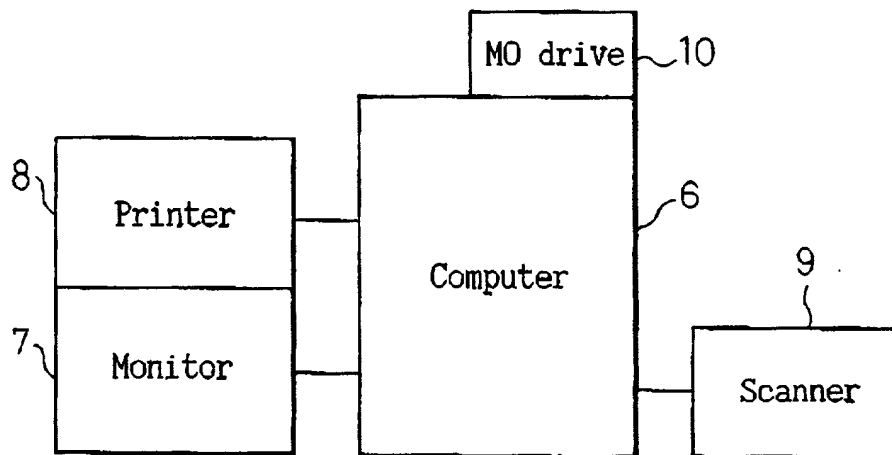 MO drive 10
8
Printer
6
Computer
9
7
Monitor
Scanner